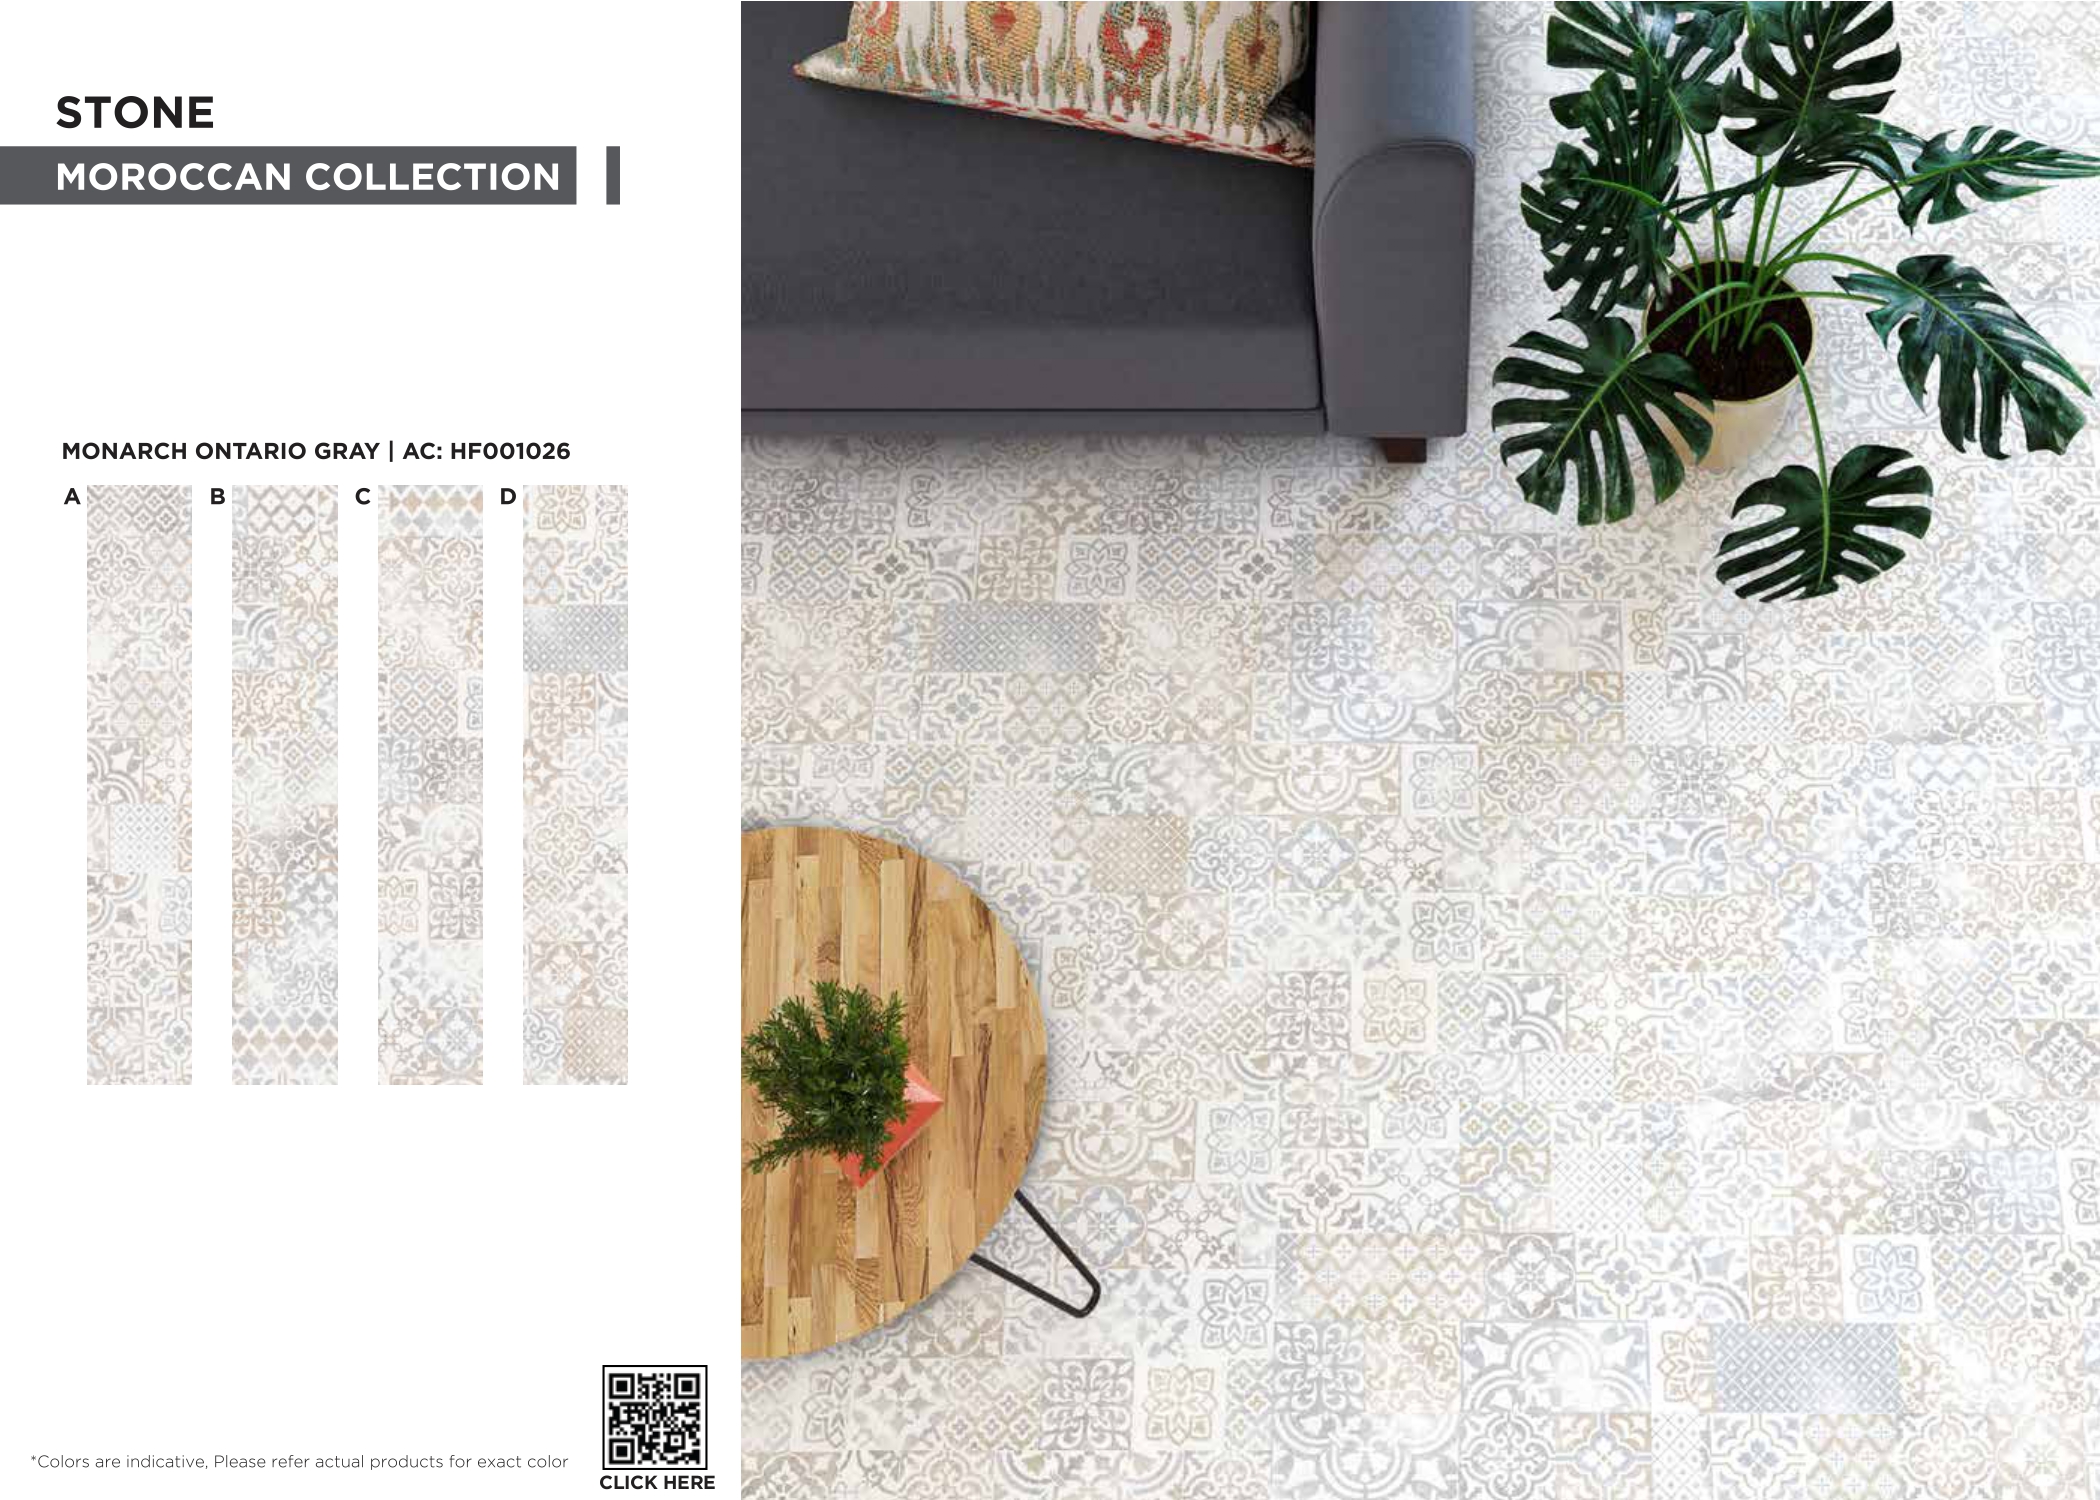 STONE
MOROCCAN COLLECTION
MONARCH ONTARIO GRAY | AC: HF001026
A
B
C
D
*Colors are indicative, Please refer actual products for exact color
CLICK HERE